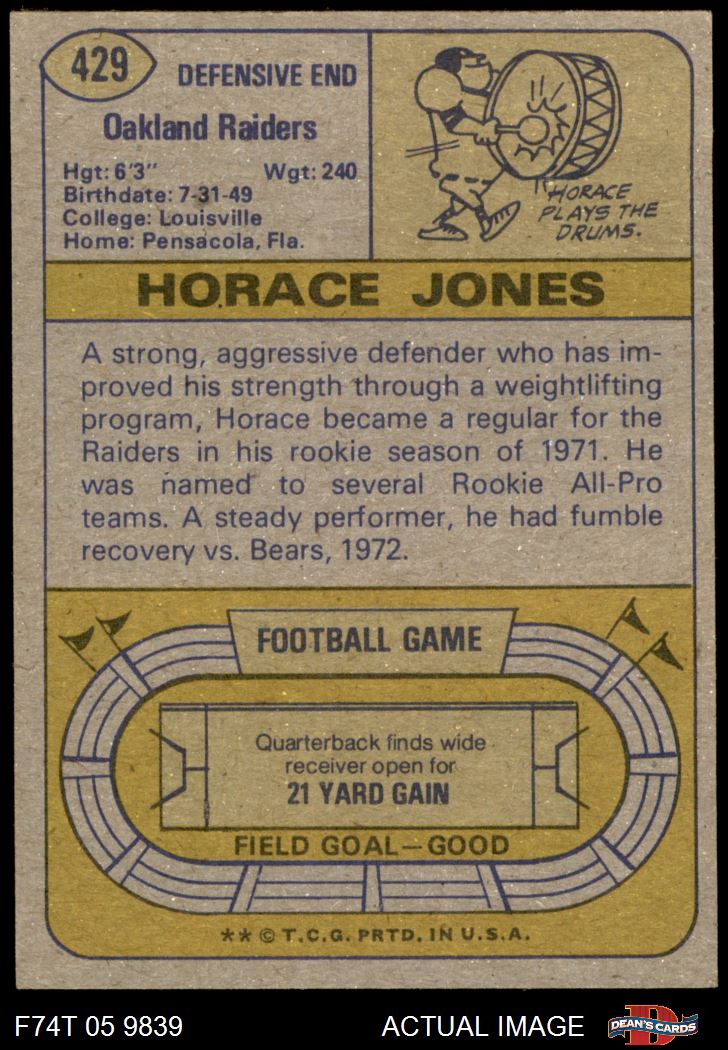 429
DEFENSIVE END
Oakland Raiders
Hgt: 6'3" Wgt: 240
Birthdate: 7-31-49
College: Louisville
Home: Pensacola, Fla.
HORACE
PLAYS THE
DRUMS.
HORACE JONES
A strong, aggressive defender who has im-
proved his strength through a weightlifting
program, Horace became a regular for the
Raiders in his rookie season of 1971. He
was named to several Rookie All-Pro
teams. A steady performer, he had fumble
recovery vs. Bears, 1972.
FOOTBALL GAME
Quarterback finds wide
receiver open for
21 YARD GAIN
FIELD GOAL—GOOD
** © T.C.G. PRTD. IN U.S.A.
F74T 05 9839 ACTUAL IMAGE
D
DEAN'S CARDS